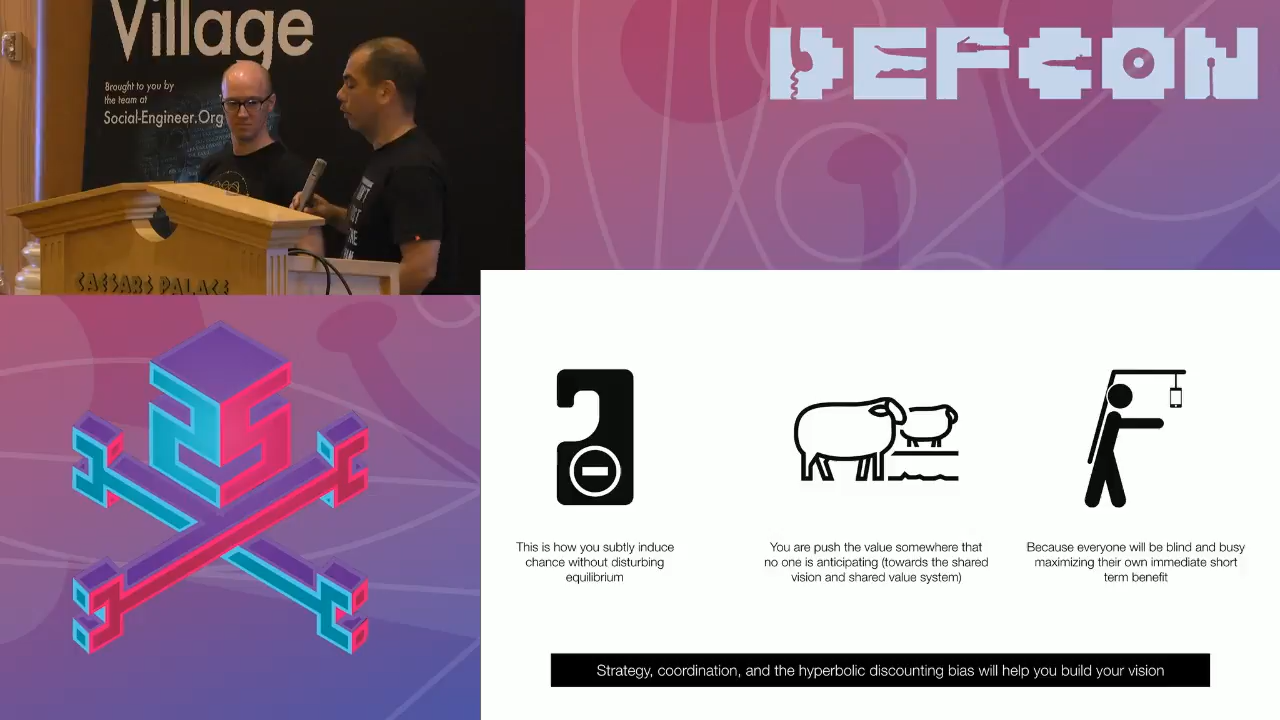 Village
Brought to you by
the team at
Social-Engineer.Org
CAESARS PALACE
DEFCON
This is how you subtly induce
chance without disturbing
equilibrium
You are push the value somewhere that
no one is anticipating (towards the shared
vision and shared value system)
Because everyone will be blind and busy
maximizing their own immediate short
term benefit
Strategy, coordination, and the hyperbolic discounting bias will help you build your vision